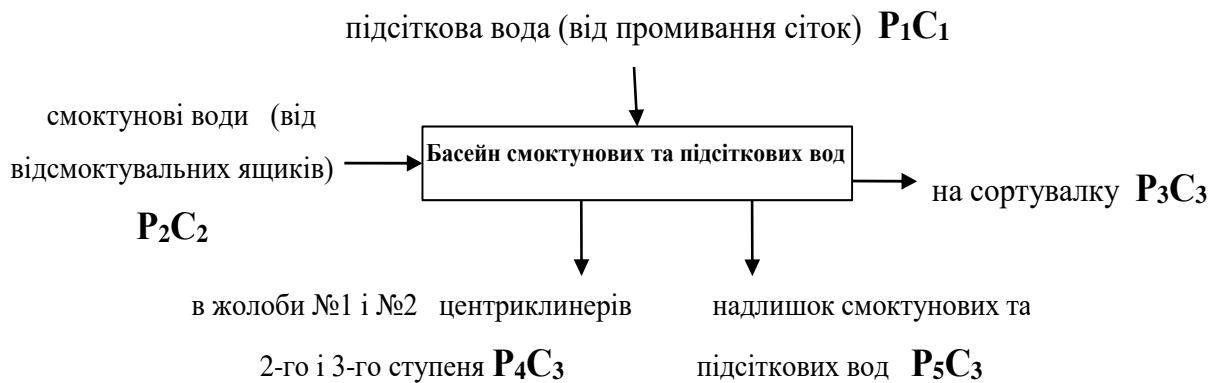 підсіткова вода (від промивання сіток) P₁C₁
смоктунові води (від
відсмоктувальних ящиків)
P₂C₂
Басейн смоктунових та підсіткових вод
на сортувалку P₃C₃
в жолоби №1 і №2 центриклинерів
2-го і 3-го ступеня P₄C₃
надлишок смоктунових та
підсіткових вод P₅C₃